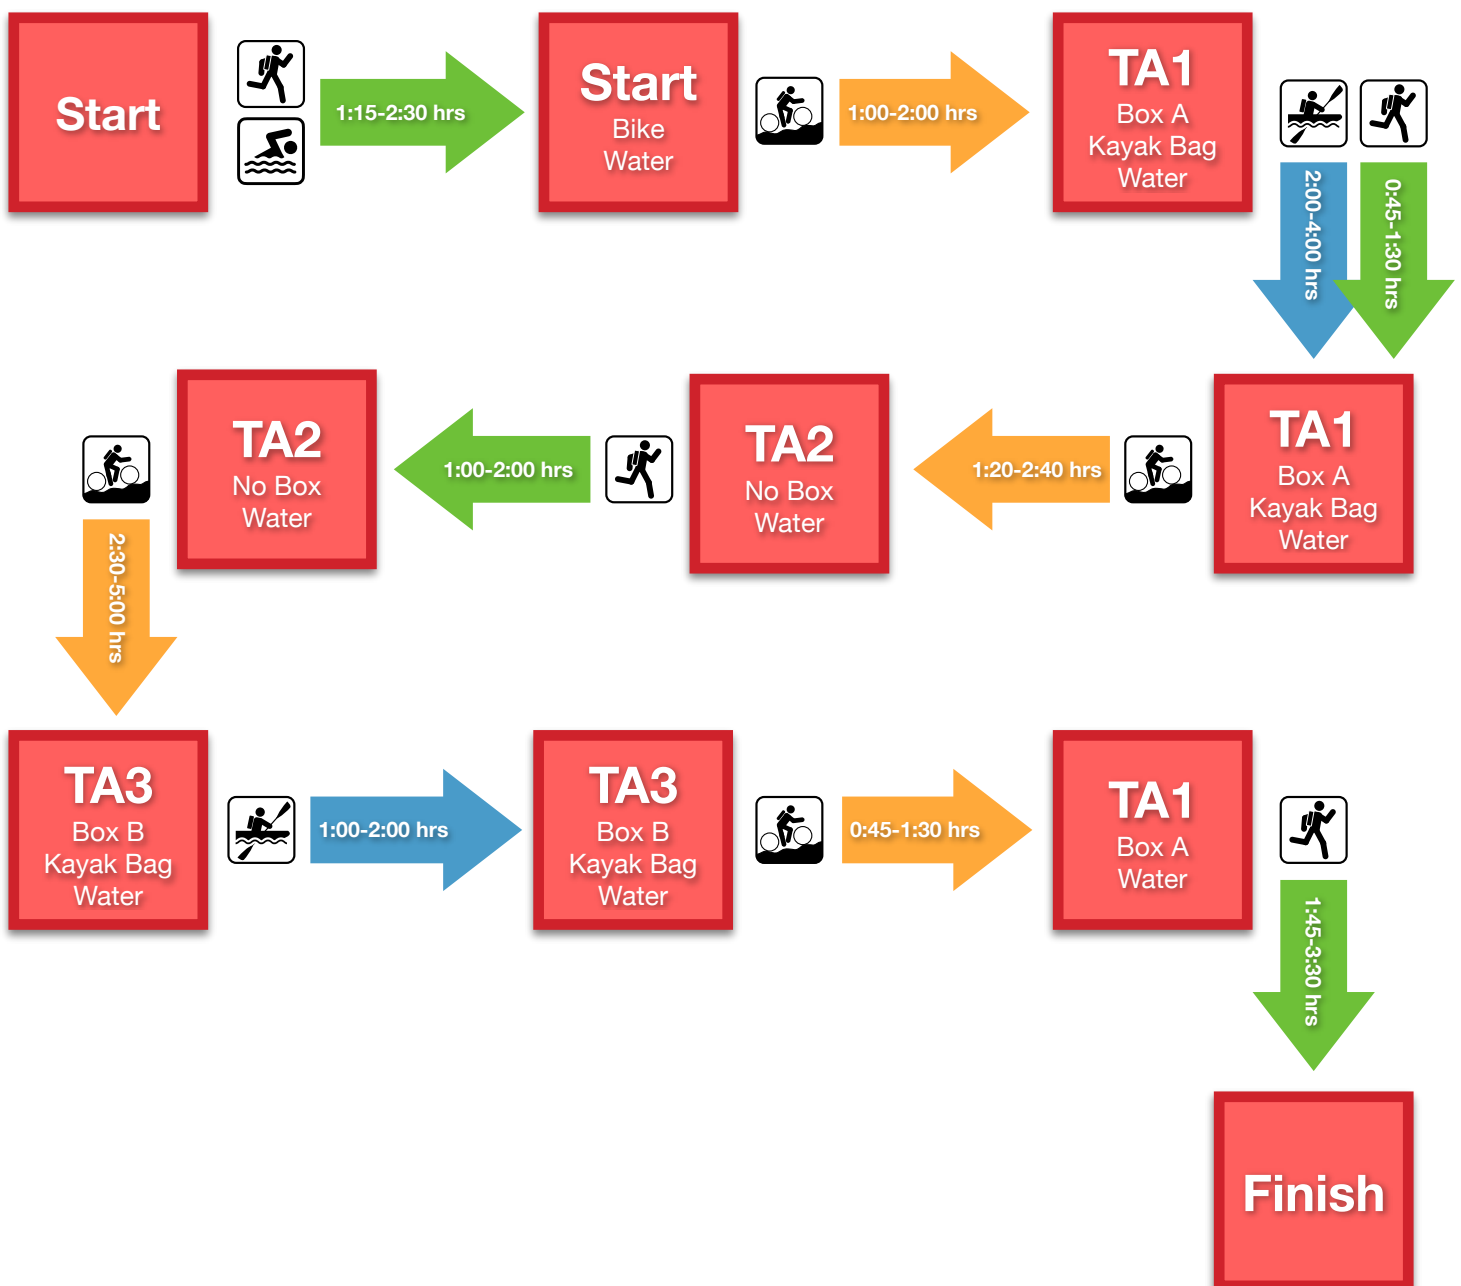 Start
1:15-2:30 hrs
Start
Bike
Water
1:00-2:00 hrs
TA1
Box A
Kayak Bag
Water
2:00-4:00 hrs
0:45-1:30 hrs
TA1
Box A
Kayak Bag
Water
1:20-2:40 hrs
TA2
No Box
Water
1:00-2:00 hrs
TA2
No Box
Water
2:30-5:00 hrs
TA3
Box B
Kayak Bag
Water
1:00-2:00 hrs
TA3
Box B
Kayak Bag
Water
0:45-1:30 hrs
TA1
Box A
Water
1:45-3:30 hrs
Finish